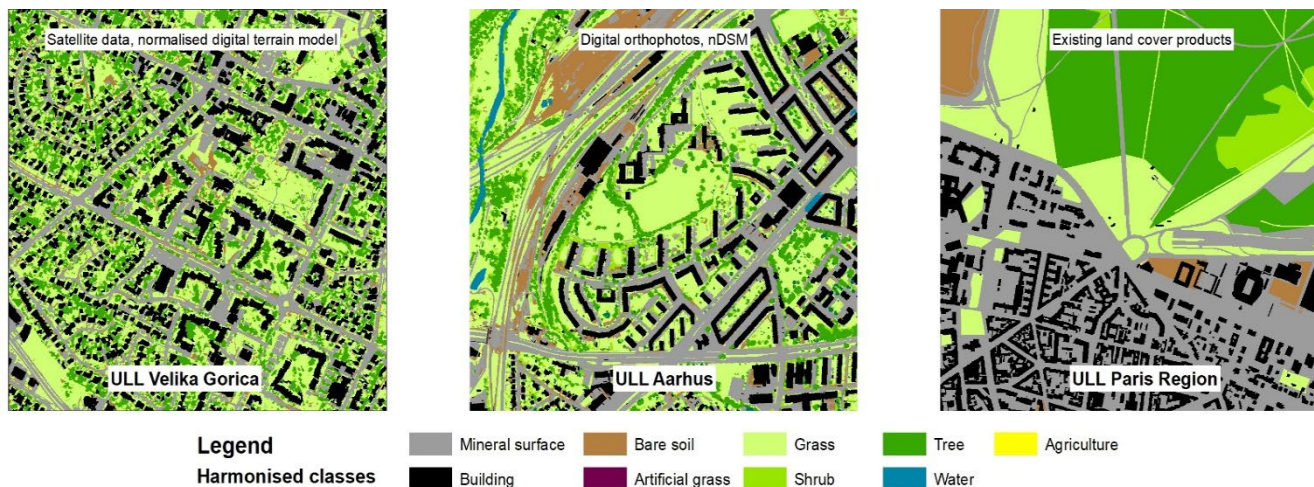 Satellite data, normalised digital terrain model
Digital orthophotos, nDSM
Existing land cover products
ULL Velika Gorica
ULL Aarhus
ULL Paris Region
Legend
Harmonised classes
Mineral surface
Bare soil
Grass
Tree
Agriculture
Building
Artificial grass
Shrub
Water